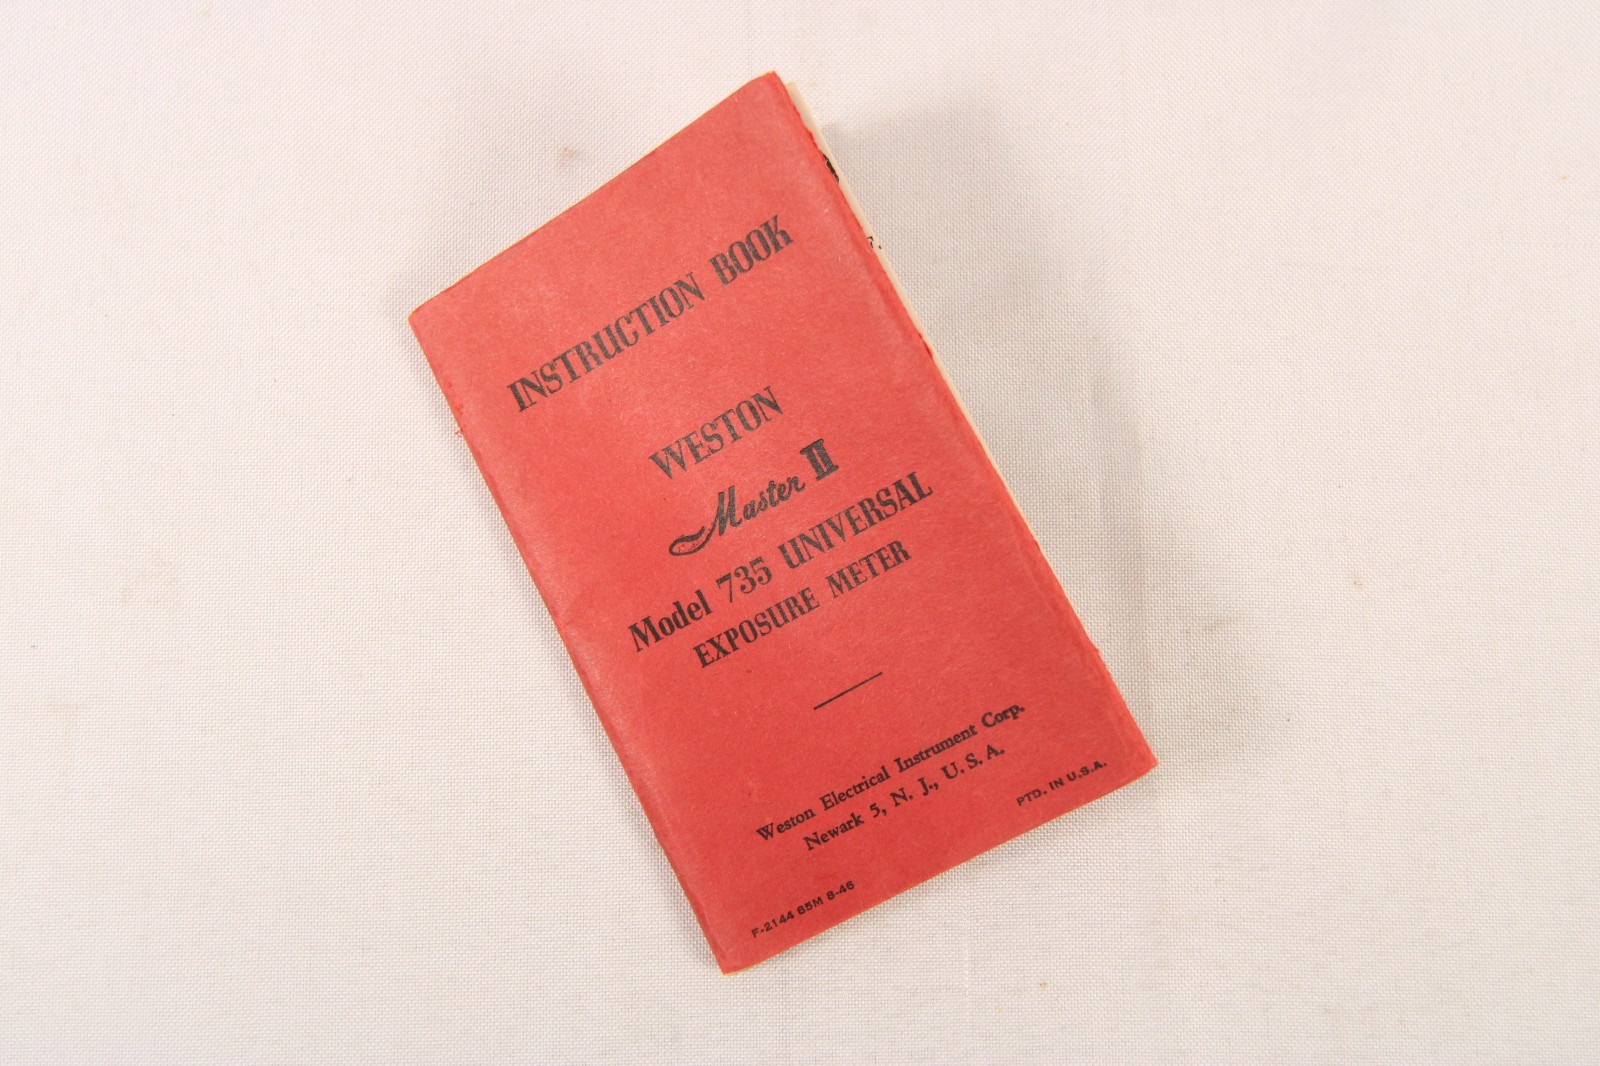 INSTRUCTION BOOK
WESTON
Master II
Model 735 UNIVERSAL
EXPOSURE METER
Weston Electrical Instrument Corp.
Newark 5, N. J., U. S. A.
PTD. IN U.S.A.
F-2144 85M 8-46